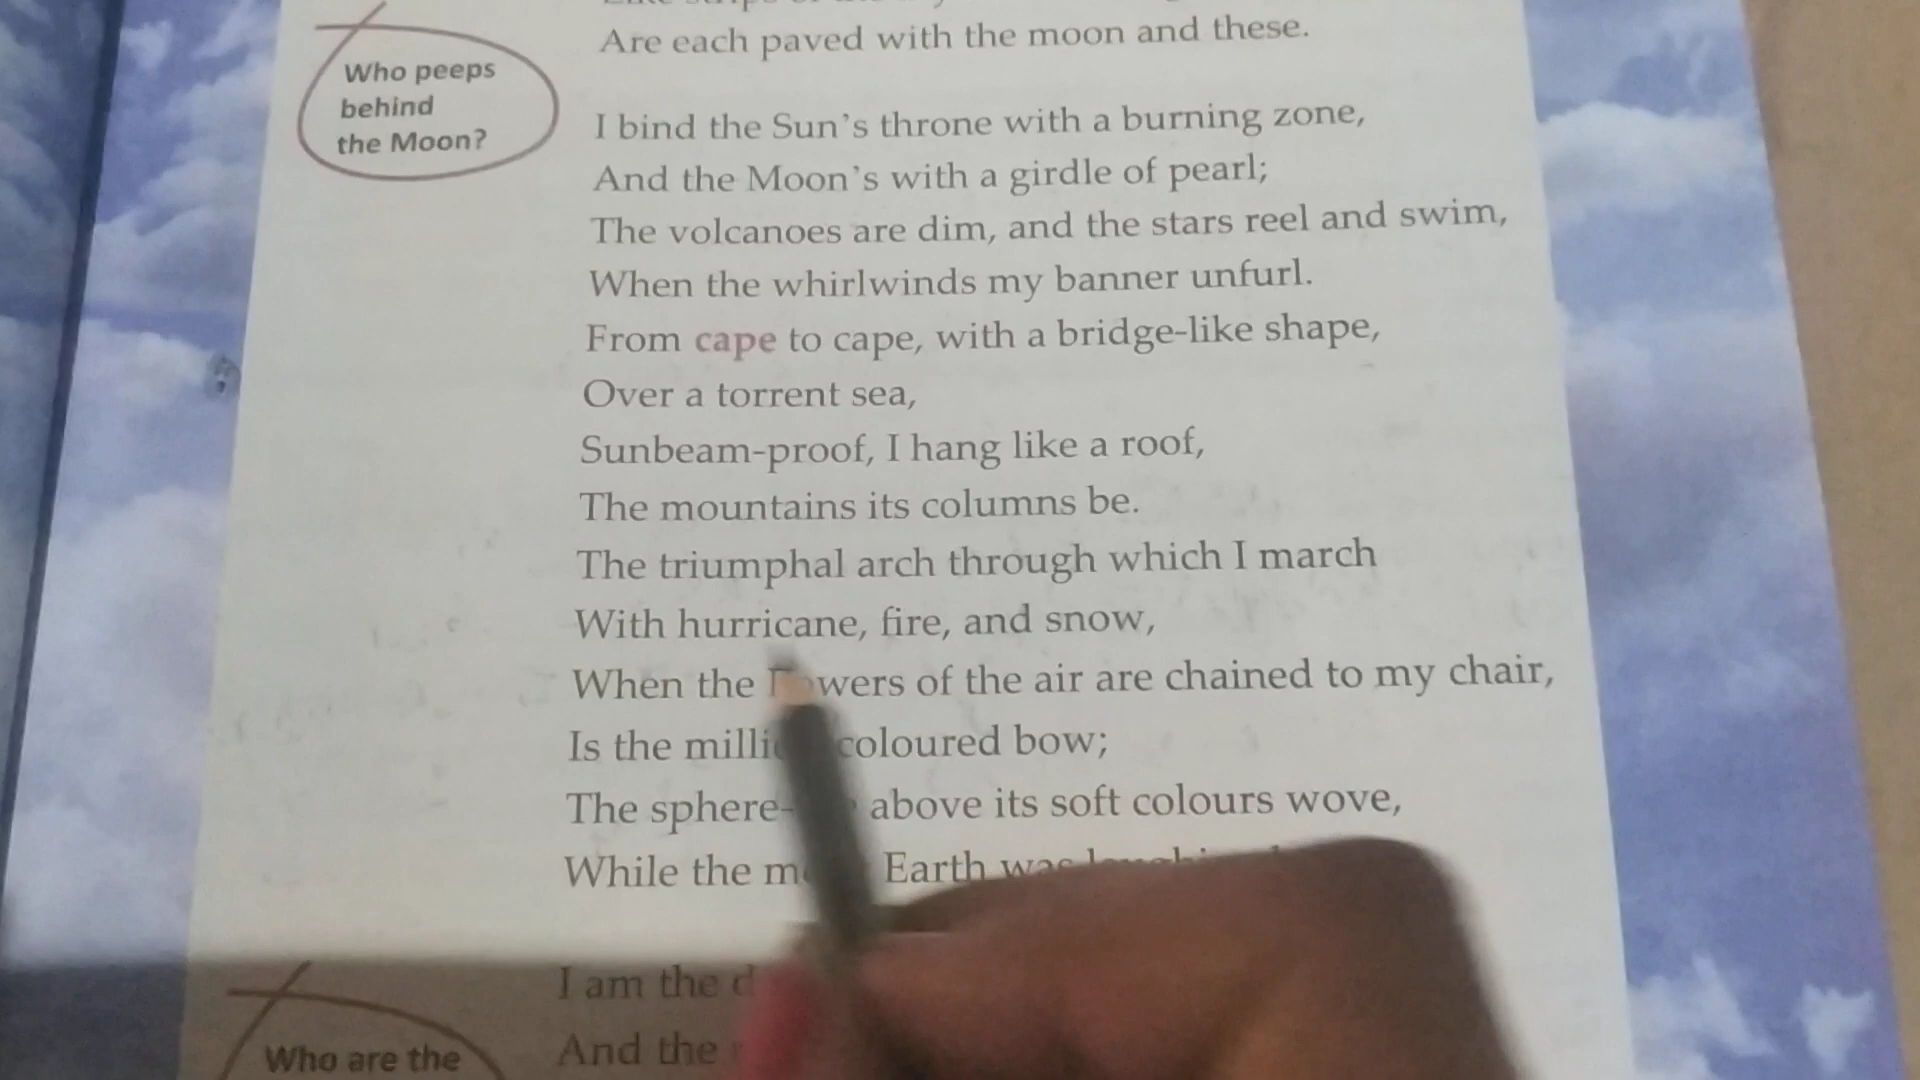 Are each paved with the moon and these.
Who peeps
behind
the Moon?
I bind the Sun's throne with a burning zone,
And the Moon's with a girdle of pearl;
The volcanoes are dim, and the stars reel and swim,
When the whirlwinds my banner unfurl.
From cape to cape, with a bridge-like shape,
Over a torrent sea,
Sunbeam-proof, I hang like a roof,
The mountains its columns be.
The triumphal arch through which I march
With hurricane, fire, and snow,
When the of the air are chained to my chair,
Is the coloured bow;
The sphere- above its soft colours wove,
While the Earth was
I am the
And the
Who are the